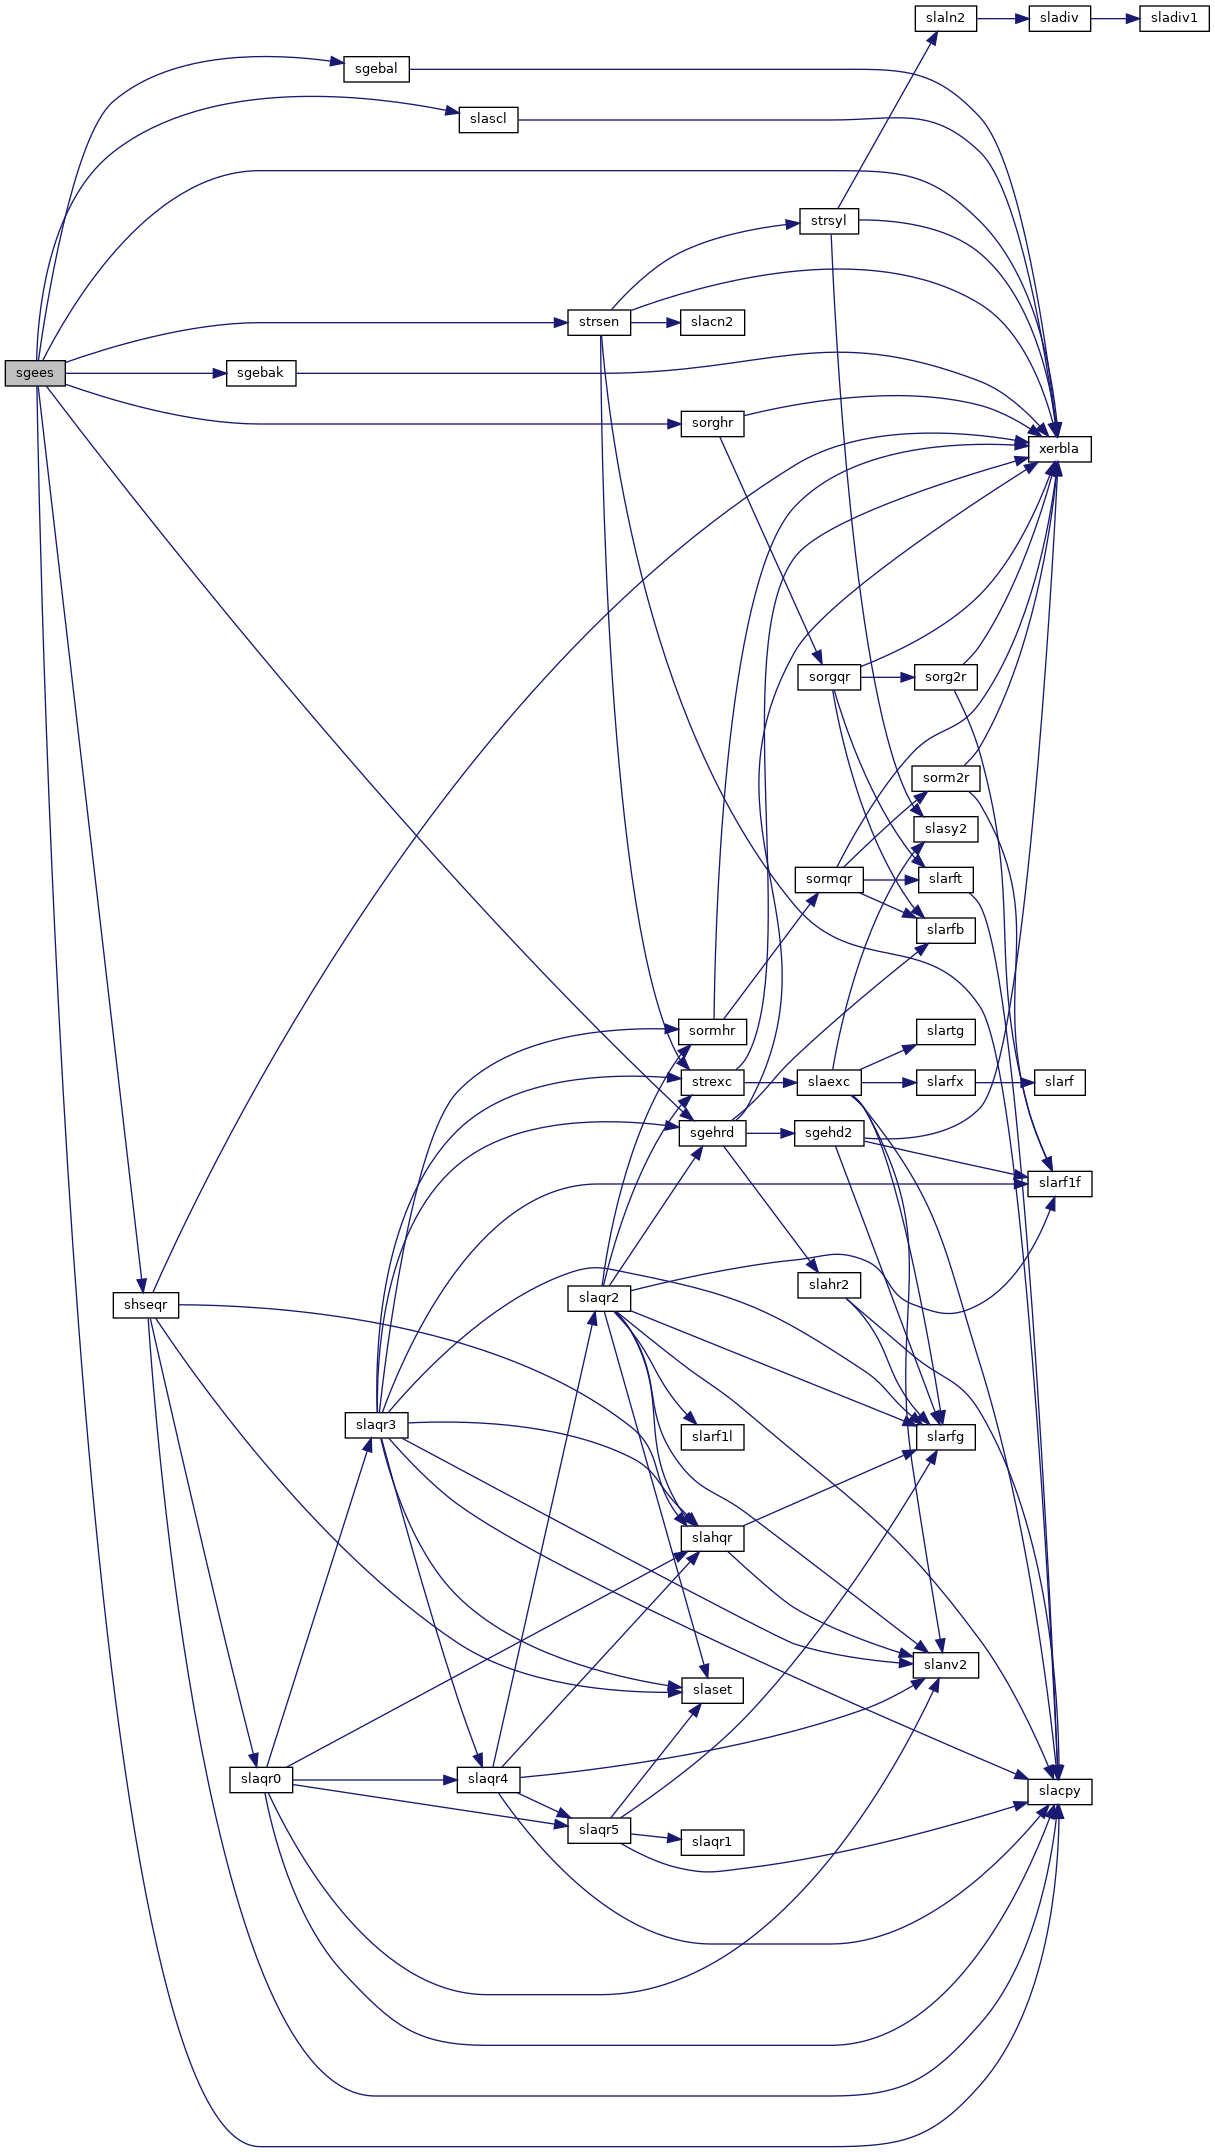 slaln2
sladiv
sladiv1
sgebal
slascl
strsyl
strsen
slacn2
sgees
sgebak
sorghr
xerbla
sorgqr
sorg2r
sorm2r
slasy2
sormqr
slarft
slarfb
sormhr
slartg
strexc
slaexc
slarfx
slarf
sgehrd
sgehd2
slarf1f
slahr2
shseqr
slaqr2
slaqr3
slarf1l
slarfg
slahqr
slanv2
slaset
slaqr0
slaqr4
slacpy
slaqr5
slaqr1